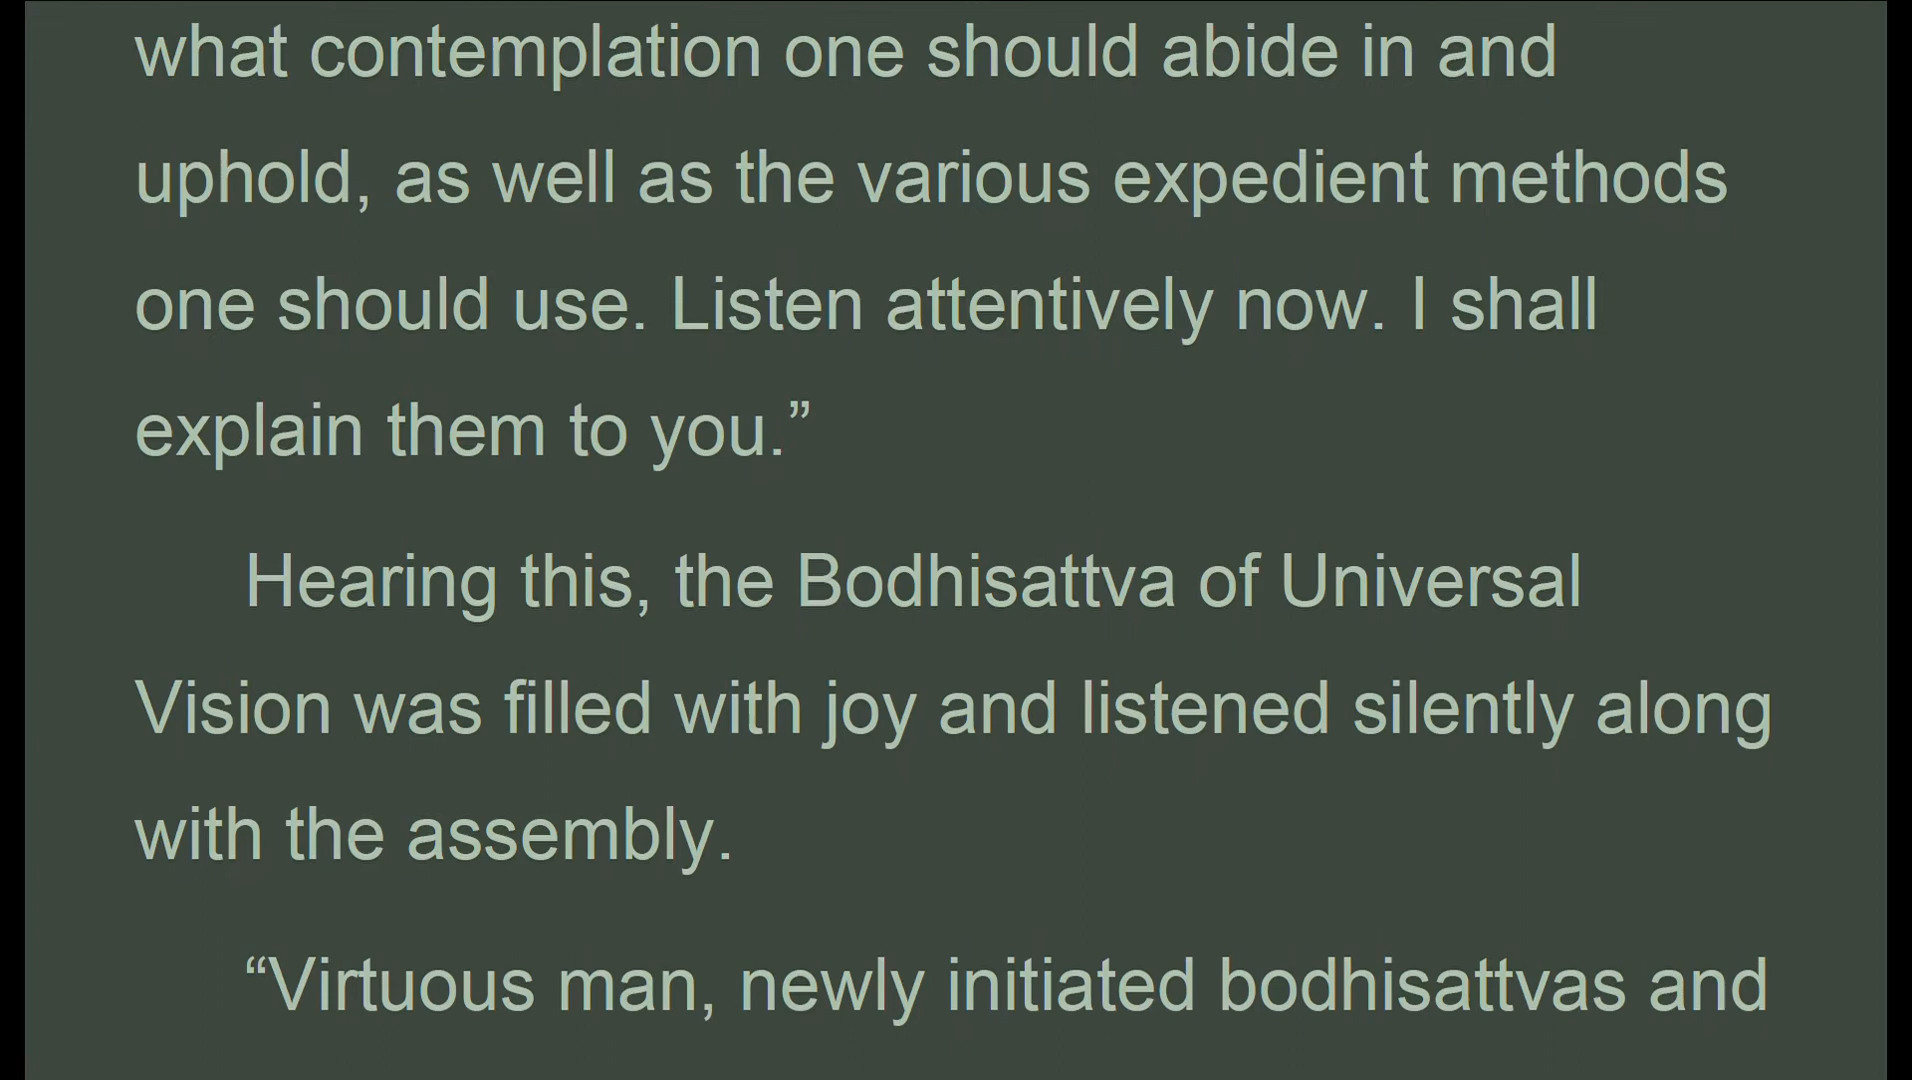 what contemplation one should abide in and
uphold, as well as the various expedient methods
one should use. Listen attentively now. I shall
explain them to you.”
Hearing this, the Bodhisattva of Universal
Vision was filled with joy and listened silently along
with the assembly.
“Virtuous man, newly initiated bodhisattvas and